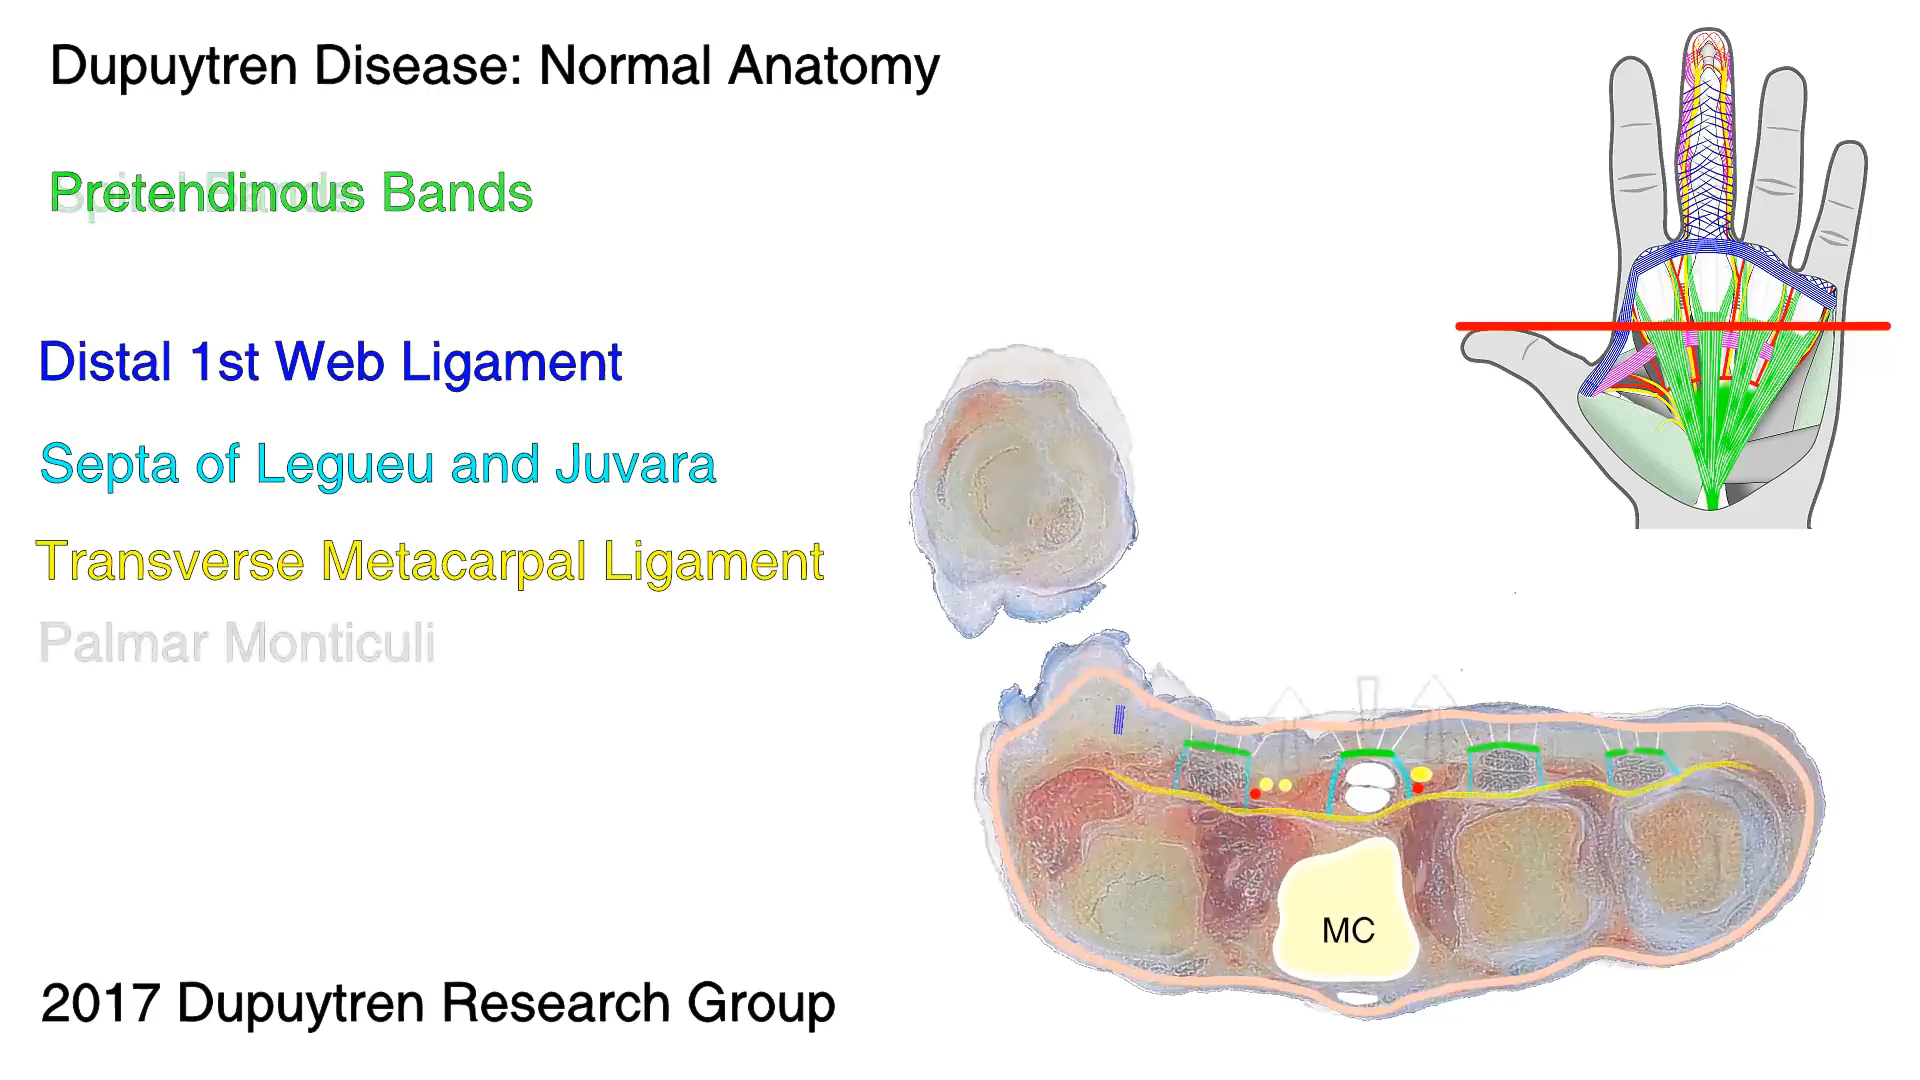 Dupuytren Disease: Normal Anatomy
Pretendinous Bands
Distal 1st Web Ligament
Septa of Legueu and Juvara
Transverse Metacarpal Ligament
Palmar Monticuli
MC
2017 Dupuytren Research Group